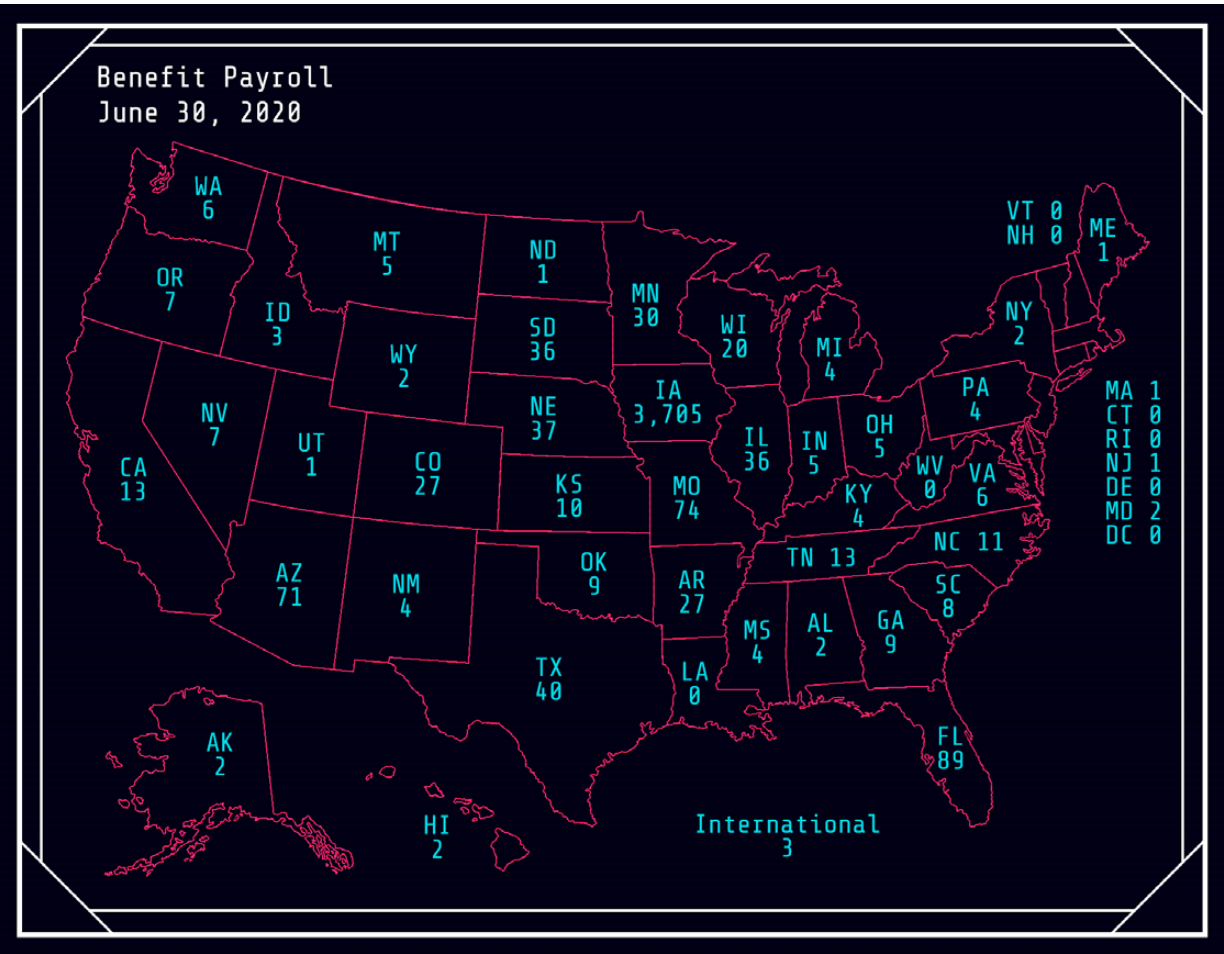 Benefit Payroll
June 30, 2020
WA
6
VT 0
NH 0
ME
1
MT
5
ND
1
OR
7
ID
3
MN
30
NY
2
WI
20
SD
36
MI
4
WY
2
PA
4
IA
3,705
NE
37
NV
7
OH
5
MA 1
CT 0
RI 0
NJ 1
DE 0
MD 2
DC 0
UT
1
IL
36
IN
5
CO
27
CA
13
WV
0
VA
6
KS
10
MO
74
KY
4
NC 11
TN 13
OK
9
AZ
71
NM
4
AR
27
SC
8
MS
4
AL
2
GA
9
TX
40
LA
0
FL
89
AK
2
HI
2
International
3